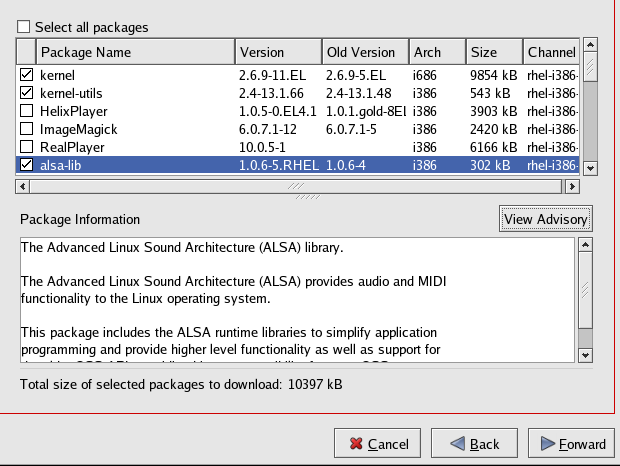 Select all packages
Package Name Version Old Version Arch Size Channel
kernel 2.6.9-11.EL 2.6.9-5.EL i686 9854 kB rhel-i386-
kernel-utils 2.4-13.1.66 2.4-13.1.48 i386 543 kB rhel-i386-
HelixPlayer 1.0.5-0.EL4.1 1.0.1.gold-8EL i386 3903 kB rhel-i386-
ImageMagick 6.0.7.1-12 6.0.7.1-5 i386 2420 kB rhel-i386-
RealPlayer 10.0.5-1 i386 6166 kB rhel-i386-
alsa-lib 1.0.6-5.RHEL 1.0.6-4 i386 302 kB rhel-i386-
Package Information View Advisory
The Advanced Linux Sound Architecture (ALSA) library.
The Advanced Linux Sound Architecture (ALSA) provides audio and MIDI
functionality to the Linux operating system.
This package includes the ALSA runtime libraries to simplify application
programming and provide higher level functionality as well as support for
Total size of selected packages to download: 10397 kB
Cancel Back Forward